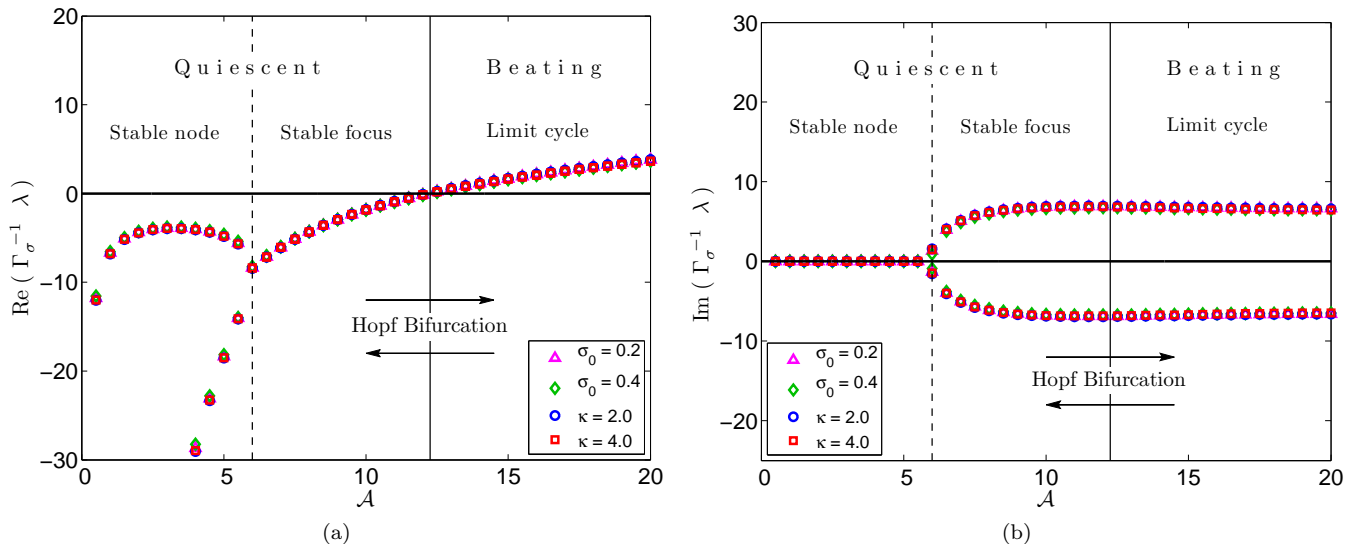 20
10
0
−10
−20
−30
Re ( Γσ⁻¹ λ )
Quiescent
Beating
Stable node
Stable focus
Limit cycle
Hopf Bifurcation
σ₀ = 0.2
σ₀ = 0.4
κ = 2.0
κ = 4.0
0 5 10 15 20
𝒜
(a)
30
20
10
0
−10
−20
Im ( Γσ⁻¹ λ )
Quiescent
Beating
Stable node
Stable focus
Limit cycle
Hopf Bifurcation
σ₀ = 0.2
σ₀ = 0.4
κ = 2.0
κ = 4.0
0 5 10 15 20
𝒜
(b)